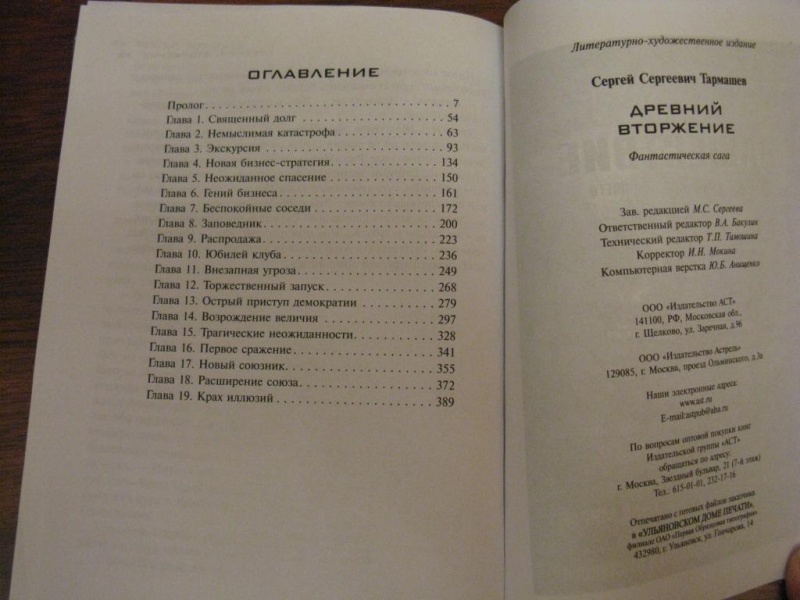 ОГЛАВЛЕНИЕ
Пролог . . . . . . . . . . . . . . . . . . . . . . . . . . . . . . 7
Глава 1. Священный долг . . . . . . . . . . . . . . . . . . 54
Глава 2. Немыслимая катастрофа . . . . . . . . . . . . . . 63
Глава 3. Экскурсия . . . . . . . . . . . . . . . . . . . . . . 93
Глава 4. Новая бизнес-стратегия . . . . . . . . . . . . . . 134
Глава 5. Неожиданное спасение . . . . . . . . . . . . . . 150
Глава 6. Гений бизнеса . . . . . . . . . . . . . . . . . . . . 161
Глава 7. Беспокойные соседи . . . . . . . . . . . . . . . . 172
Глава 8. Заповедник . . . . . . . . . . . . . . . . . . . . . . 200
Глава 9. Распродажа . . . . . . . . . . . . . . . . . . . . . . 223
Глава 10. Юбилей клуба . . . . . . . . . . . . . . . . . . . 236
Глава 11. Внезапная угроза . . . . . . . . . . . . . . . . . 249
Глава 12. Торжественный запуск . . . . . . . . . . . . . . 268
Глава 13. Острый приступ демократии . . . . . . . . . . 279
Глава 14. Возрождение величия . . . . . . . . . . . . . . 297
Глава 15. Трагические неожиданности . . . . . . . . . . 328
Глава 16. Первое сражение . . . . . . . . . . . . . . . . . . 341
Глава 17. Новый союзник . . . . . . . . . . . . . . . . . . . 355
Глава 18. Расширение союза . . . . . . . . . . . . . . . . . 372
Глава 19. Крах иллюзий . . . . . . . . . . . . . . . . . . . . 389
Литературно-художественное издание
Сергей Сергеевич Тармашев
ДРЕВНИЙ
ВТОРЖЕНИЕ
Фантастическая сага
Зав. редакцией М.С. Сергеева
Ответственный редактор В.А. Бакулин
Технический редактор Т.П. Тимошина
Корректор И.Н. Мокина
Компьютерная верстка Ю.Б. Анищенко
ООО «Издательство АСТ»
141100, РФ, Московская обл.,
г. Щелково, ул. Заречная, д.96
ООО «Издательство Астрель»
129085, г. Москва, проезд Ольминского, д.3а
Наши электронные адреса:
www.ast.ru
E-mail:astpub@aha.ru
По вопросам оптовой покупки книг
Издательской группы «АСТ»
обращаться по адресу:
г. Москва, Звездный бульвар, 21 (7-й этаж)
Тел.: 615-01-01, 232-17-16
Отпечатано с готовых файлов заказчика
в «УЛЬЯНОВСКОМ ДОМЕ ПЕЧАТИ»,
филиале ОАО «Первая Образцовая типография»
432980, г. Ульяновск, ул. Гончарова, 14